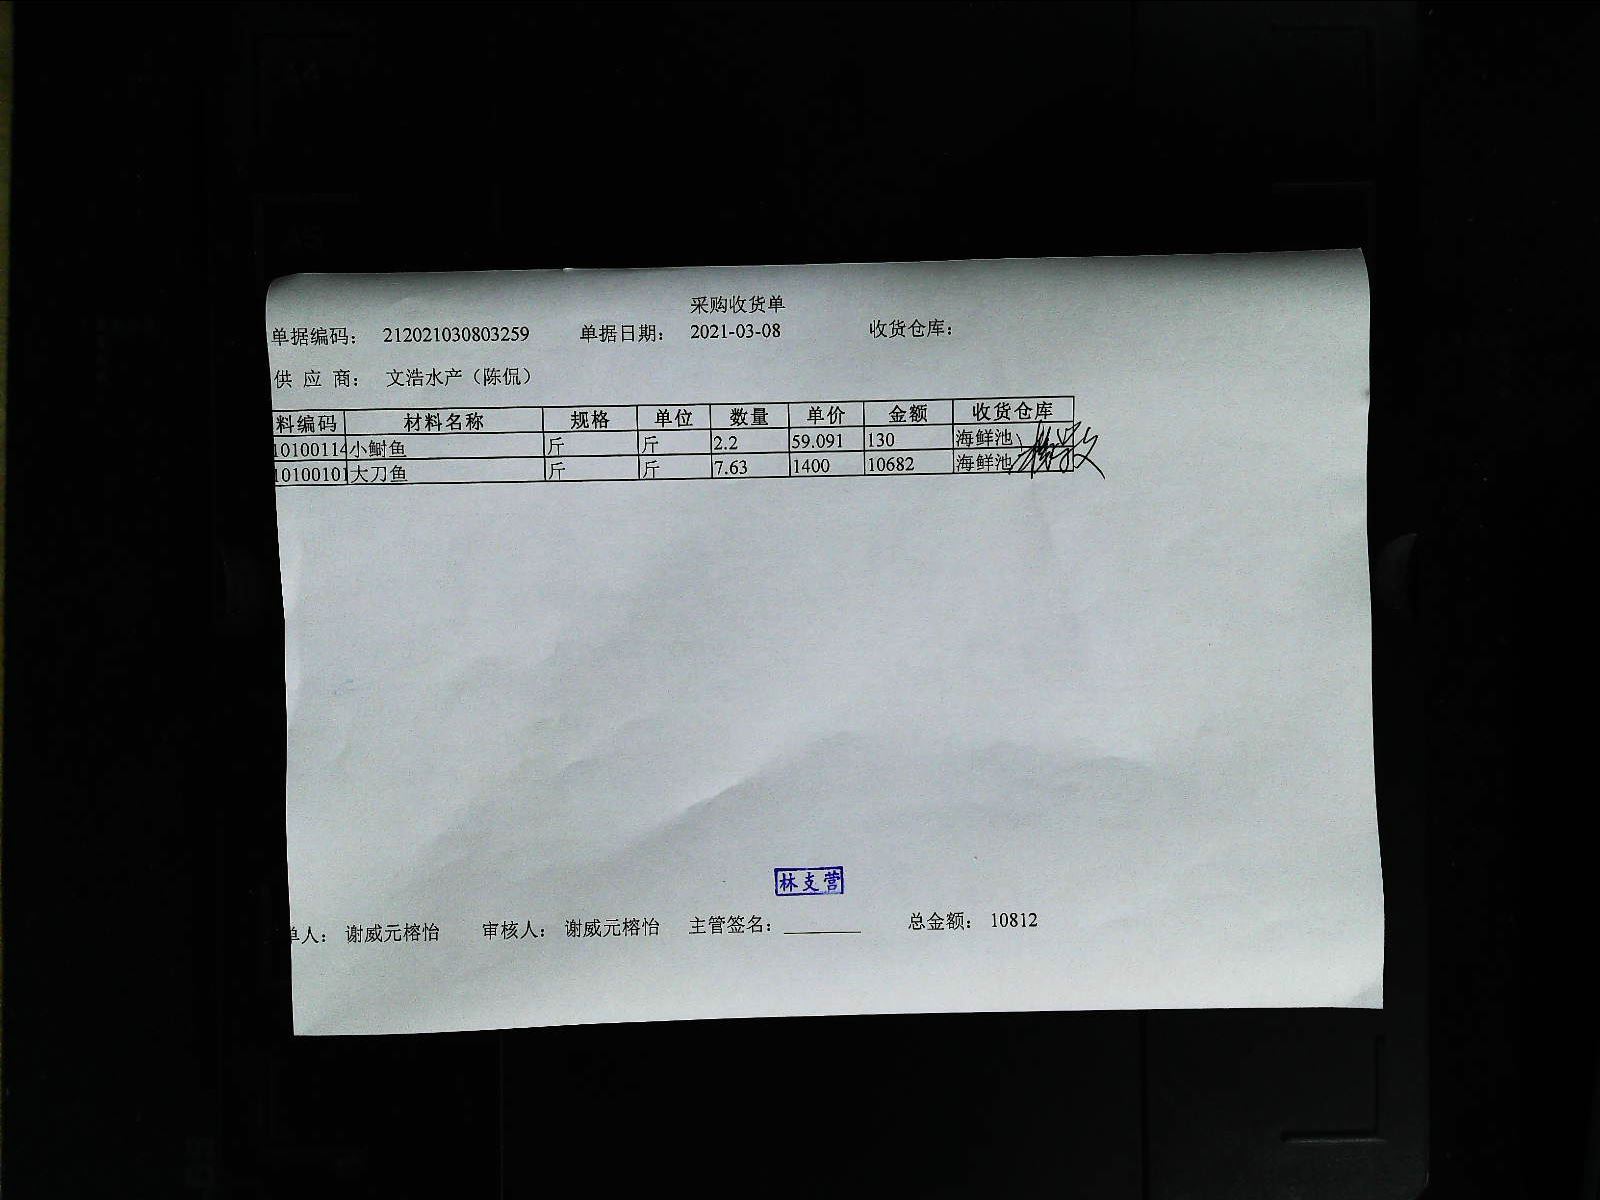 采购收货单
单据编码： 212021030803259 单据日期： 2021-03-08 收货仓库：
供 应 商： 文浩水产（陈侃）
料编码 材料名称 规格 单位 数量 单价 金额 收货仓库
10100114 小鲥鱼 斤 斤 2.2 59.091 130 海鲜池
10100101 大刀鱼 斤 斤 7.63 1400 10682 海鲜池
林支营
单人： 谢威元榕怡 审核人： 谢威元榕怡 主管签名： 总金额： 10812